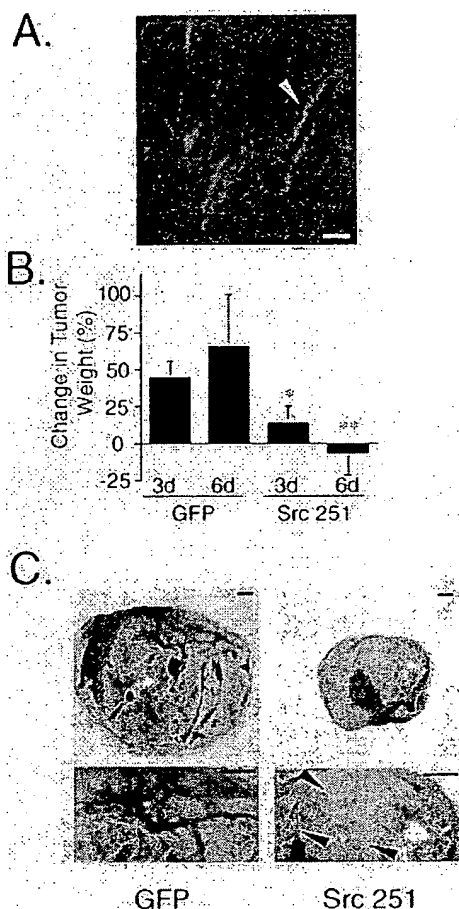 A.
B.
Change in Tumor
Weight (%)
100
75
50
25
0
-25
*
**
3d 6d 3d 6d
GFP Src 251
C.
GFP Src 251